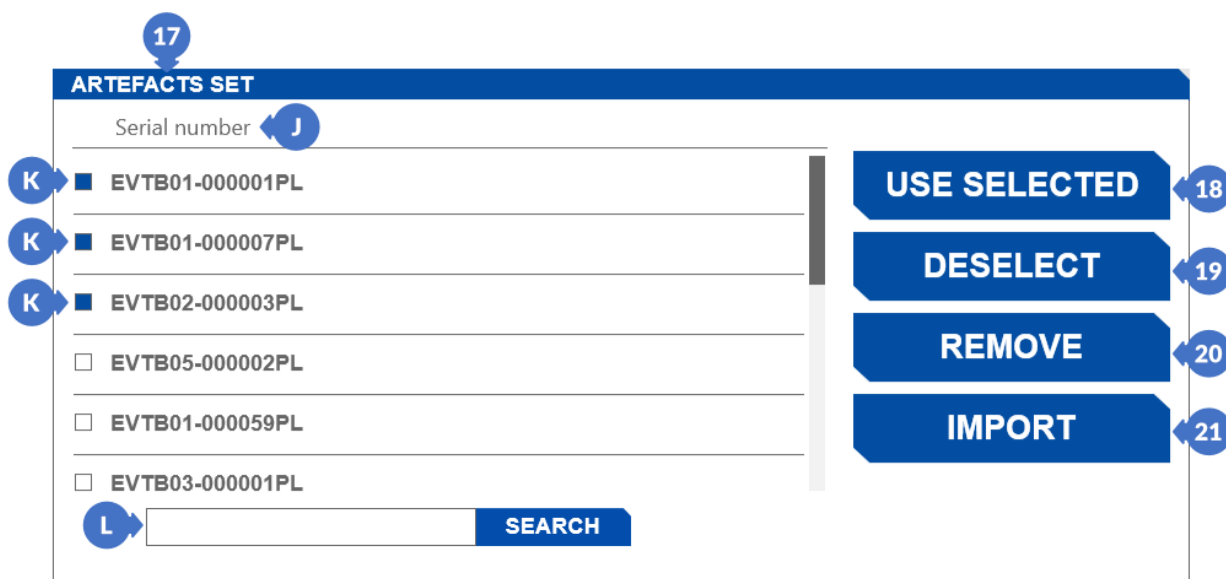 17
ARTEFACTS SET
Serial number J
K EVTB01-000001PL
K EVTB01-000007PL
K EVTB02-000003PL
EVTB05-000002PL
EVTB01-000059PL
EVTB03-000001PL
L SEARCH
USE SELECTED 18
DESELECT 19
REMOVE 20
IMPORT 21